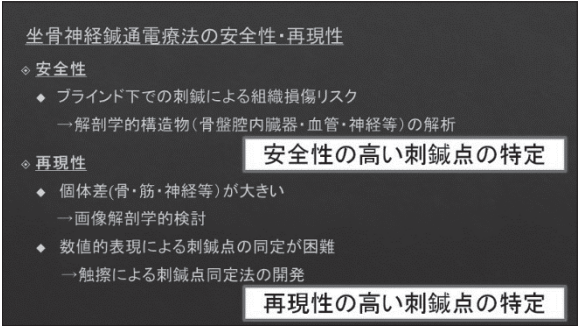 坐骨神経鍼通電療法の安全性・再現性
安全性
ブラインド下での刺鍼による組織損傷リスク
→解剖学的構造物(骨盤腔内臓器・血管・神経等)の解析
安全性の高い刺鍼点の特定
再現性
個体差(骨・筋・神経等)が大きい
→画像解剖学的検討
数値的表現による刺鍼点の同定が困難
→触擦による刺鍼点同定法の開発
再現性の高い刺鍼点の特定